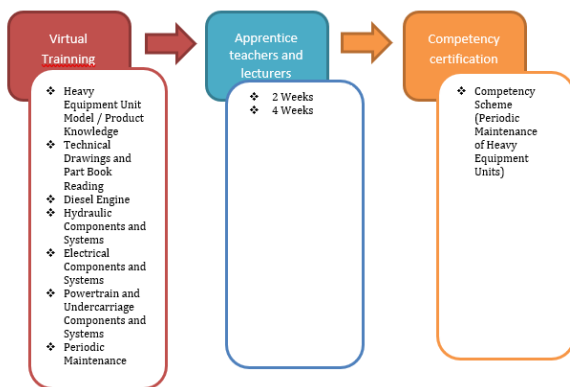 Virtual
Trainning
Apprentice
teachers and
lecturers
Competency
certification
❖ Heavy
Equipment Unit
Model / Product
Knowledge
❖ Technical
Drawings and
Part Book
Reading
❖ Diesel Engine
❖ Hydraulic
Components and
Systems
❖ Electrical
Components and
Systems
❖ Powertrain and
Undercarriage
Components and
Systems
❖ Periodic
Maintenance
❖ 2 Weeks
❖ 4 Weeks
❖ Competency
Scheme
(Periodic
Maintenance
of Heavy
Equipment
Units)